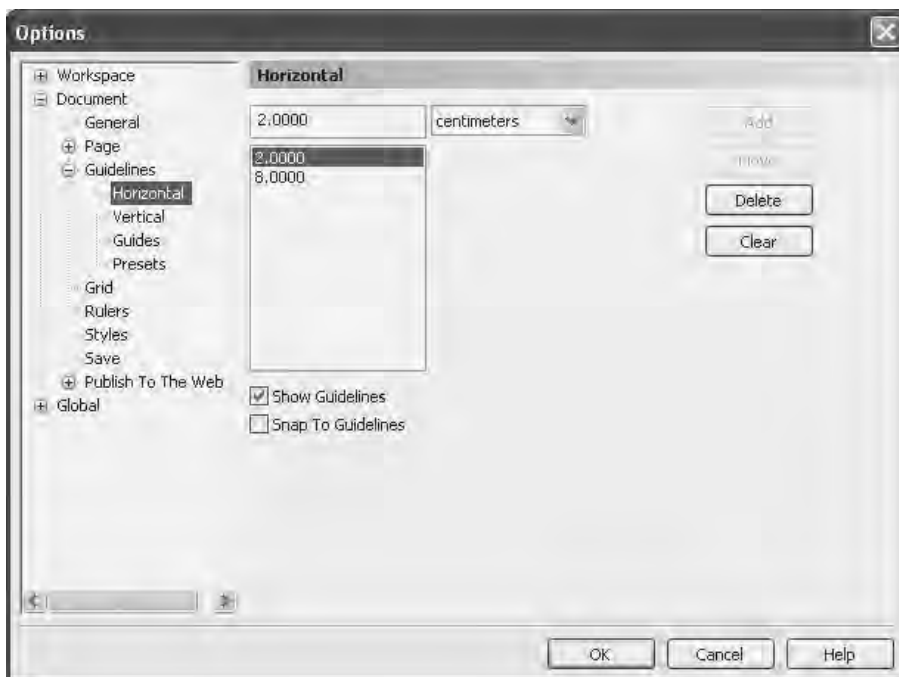 Options
Workspace
Document
General
Page
Guidelines
Horizontal
Vertical
Guides
Presets
Grid
Rulers
Styles
Save
Publish To The Web
Global
Horizontal
2.0000
centimeters
2.0000
8.0000
Show Guidelines
Snap To Guidelines
Add
Move
Delete
Clear
OK
Cancel
Help